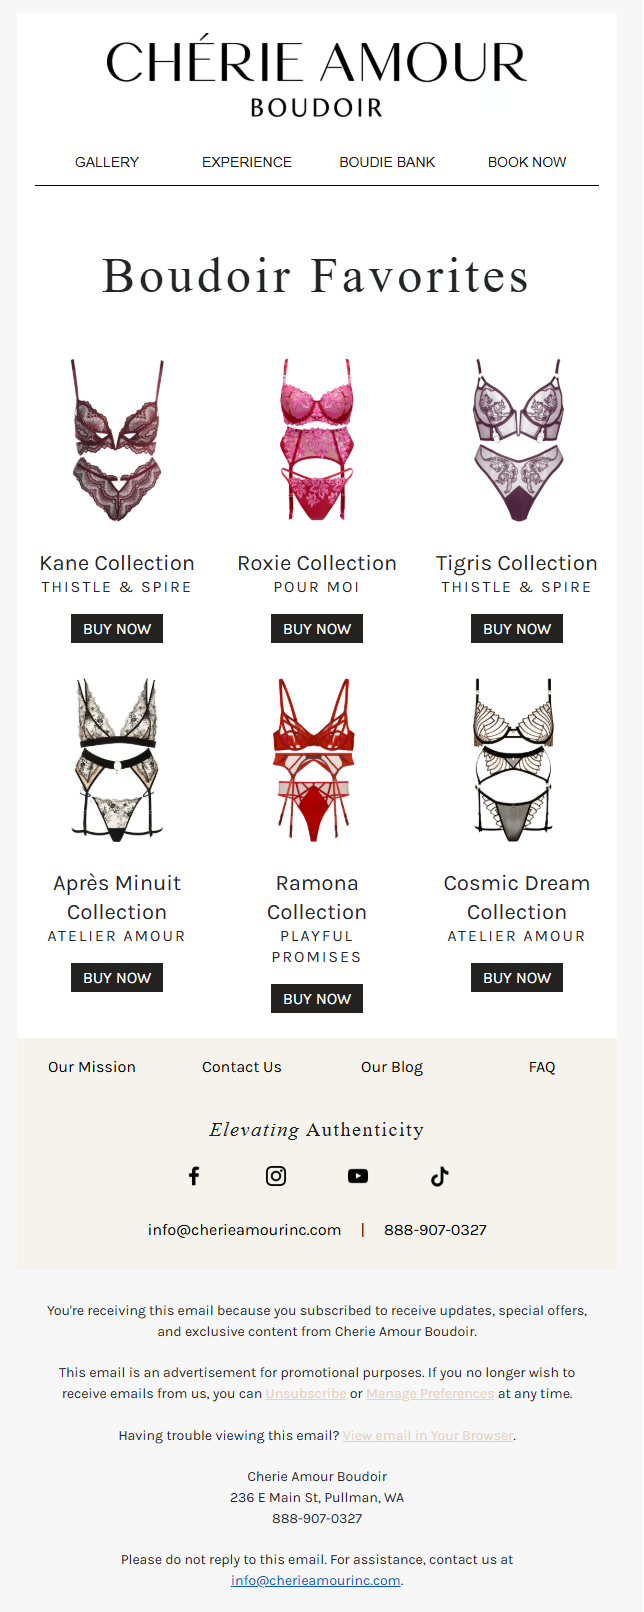 CHÉRIE AMOUR
BOUDOIR
GALLERY EXPERIENCE BOUDIE BANK BOOK NOW
Boudoir Favorites
Kane Collection
THISTLE & SPIRE
BUY NOW
Roxie Collection
POUR MOI
BUY NOW
Tigris Collection
THISTLE & SPIRE
BUY NOW
Après Minuit
Collection
ATELIER AMOUR
BUY NOW
Ramona
Collection
PLAYFUL
PROMISES
BUY NOW
Cosmic Dream
Collection
ATELIER AMOUR
BUY NOW
Our Mission Contact Us Our Blog FAQ
Elevating Authenticity
info@cherieamourinc.com | 888-907-0327
You're receiving this email because you subscribed to receive updates, special offers,
and exclusive content from Cherie Amour Boudoir.
This email is an advertisement for promotional purposes. If you no longer wish to
receive emails from us, you can Unsubscribe or Manage Preferences at any time.
Having trouble viewing this email? View email in Your Browser.
Cherie Amour Boudoir
236 E Main St, Pullman, WA
888-907-0327
Please do not reply to this email. For assistance, contact us at
info@cherieamourinc.com.